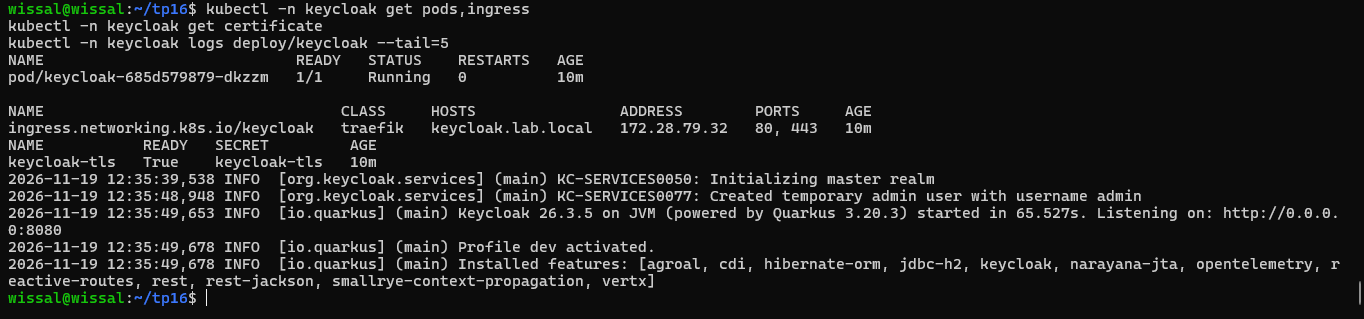 wissal@wissal:~/tp16$ kubectl -n keycloak get pods,ingress
kubectl -n keycloak get certificate
kubectl -n keycloak logs deploy/keycloak --tail=5
NAME                            READY   STATUS    RESTARTS   AGE
pod/keycloak-685d579879-dkzzm   1/1     Running   0          10m

NAME                                 CLASS     HOSTS                ADDRESS        PORTS     AGE
ingress.networking.k8s.io/keycloak   traefik   keycloak.lab.local   172.28.79.32   80, 443   10m
NAME           READY   SECRET         AGE
keycloak-tls   True    keycloak-tls   10m
2026-11-19 12:35:39,538 INFO  [org.keycloak.services] (main) KC-SERVICES0050: Initializing master realm
2026-11-19 12:35:48,948 INFO  [org.keycloak.services] (main) KC-SERVICES0077: Created temporary admin user with username admin
2026-11-19 12:35:49,653 INFO  [io.quarkus] (main) Keycloak 26.3.5 on JVM (powered by Quarkus 3.20.3) started in 65.527s. Listening on: http://0.0.0.
0:8080
2026-11-19 12:35:49,678 INFO  [io.quarkus] (main) Profile dev activated.
2026-11-19 12:35:49,678 INFO  [io.quarkus] (main) Installed features: [agroal, cdi, hibernate-orm, jdbc-h2, keycloak, narayana-jta, opentelemetry, r
eactive-routes, rest, rest-jackson, smallrye-context-propagation, vertx]
wissal@wissal:~/tp16$